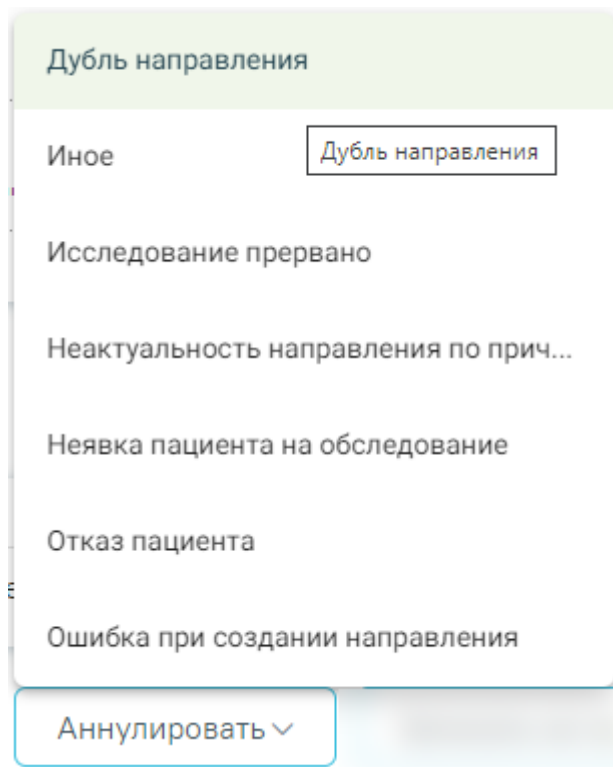 Дубль направления
Иное
Дубль направления
Исследование прервано
Неактуальность направления по прич...
Неявка пациента на обследование
Отказ пациента
Ошибка при создании направления
Аннулировать